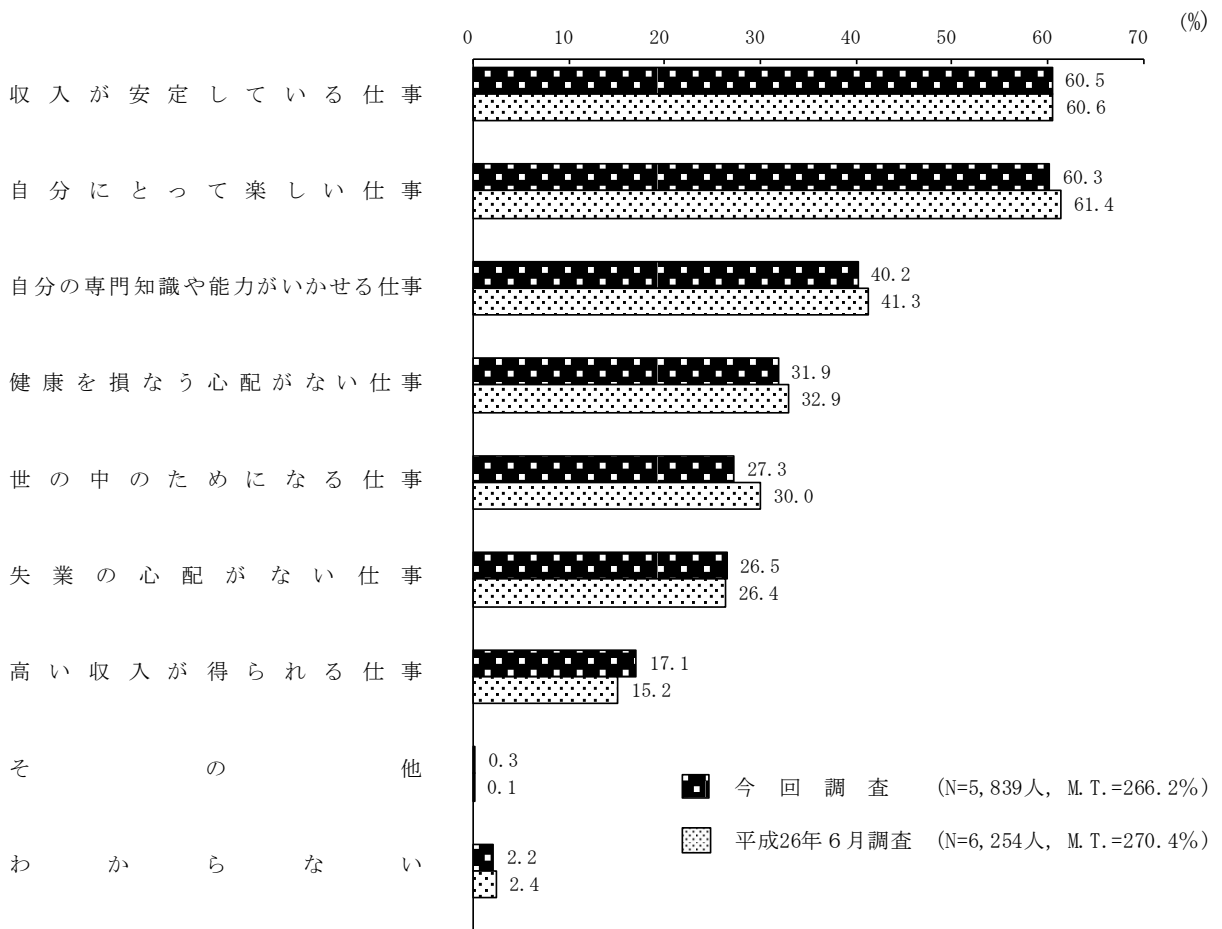 (%)
0 10 20 30 40 50 60 70
収入が安定している仕事
60.5
60.6
自分にとって楽しい仕事
60.3
61.4
自分の専門知識や能力がいかせる仕事
40.2
41.3
健康を損なう心配がない仕事
31.9
32.9
世の中のためになる仕事
27.3
30.0
失業の心配がない仕事
26.5
26.4
高い収入が得られる仕事
17.1
15.2
その他
0.3
0.1
今回調査 (N=5,839人, M.T.=266.2%)
平成26年6月調査 (N=6,254人, M.T.=270.4%)
わからない
2.2
2.4